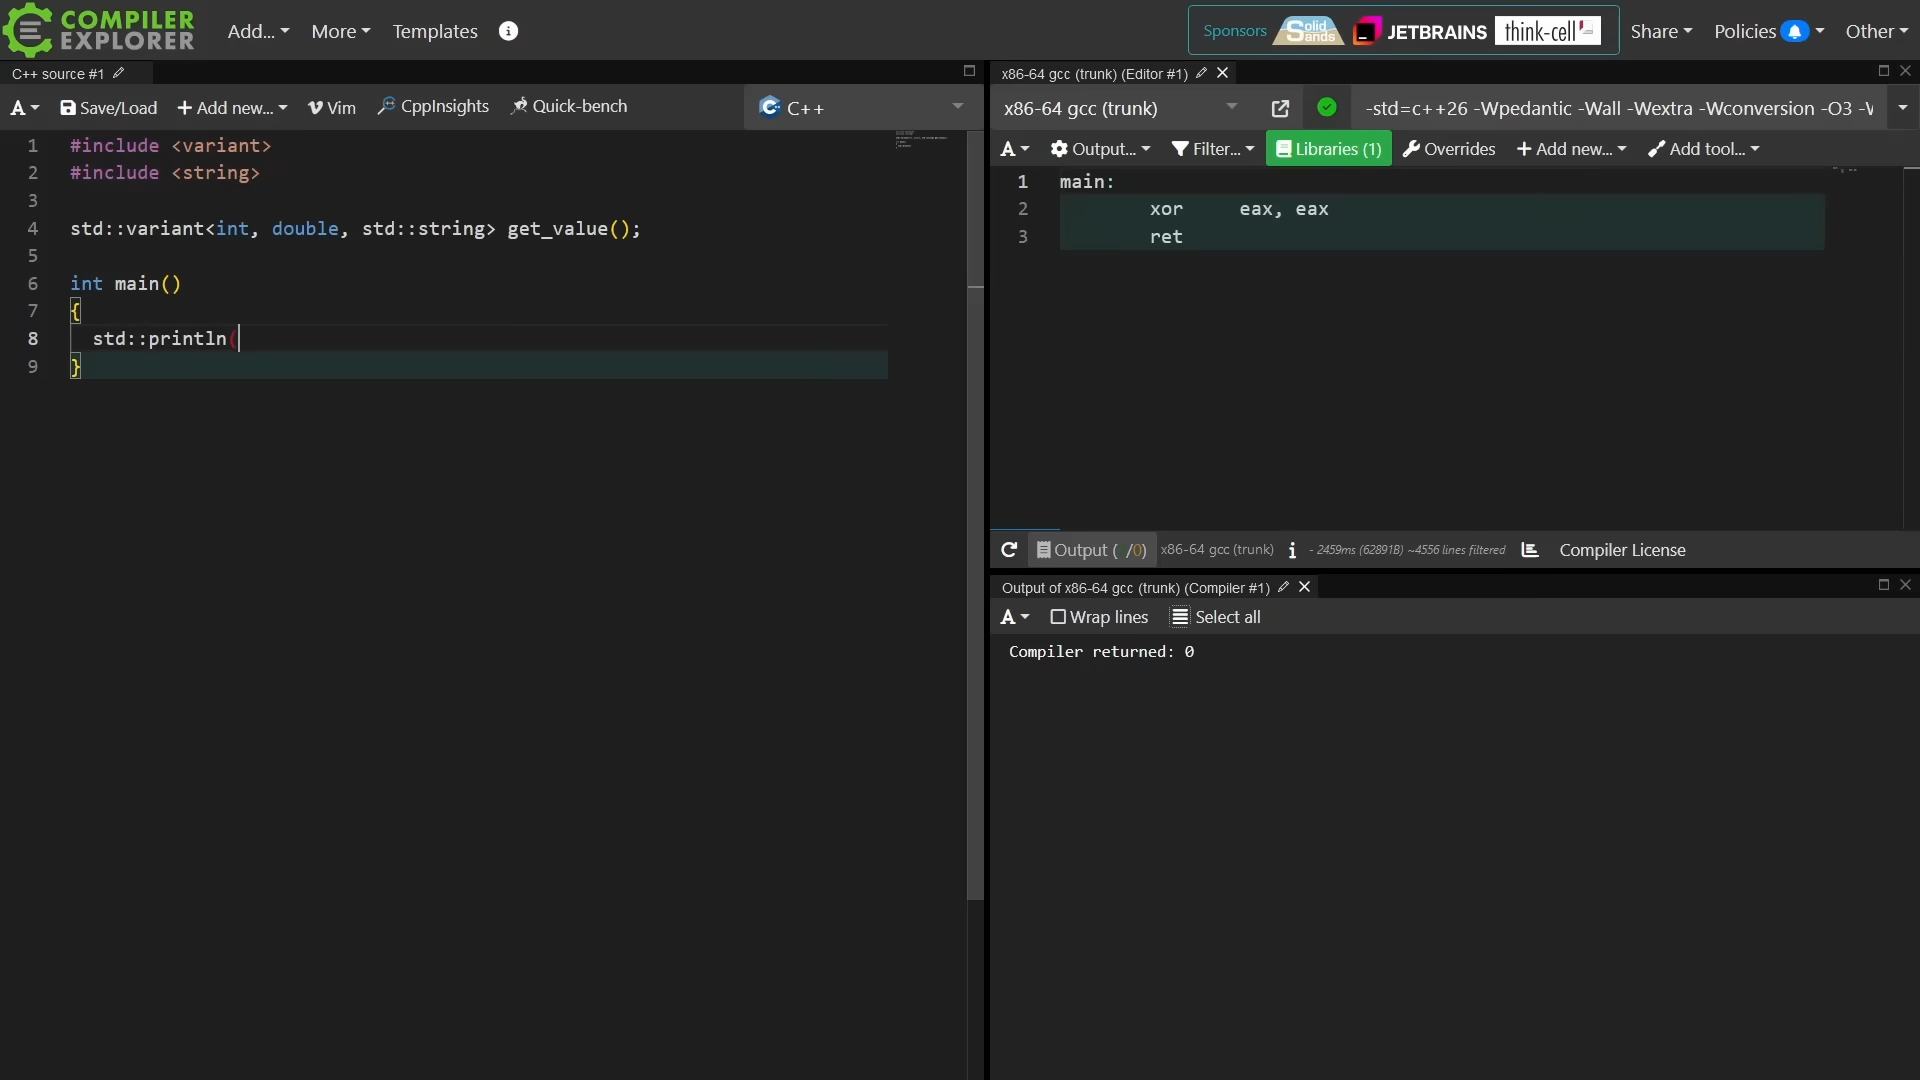 COMPILER
EXPLORER
Add...
More
Templates
Sponsors
Solid
Sands
JETBRAINS
think-cell
Share
Policies
Other
C++ source #1
A
Save/Load
Add new...
Vim
CppInsights
Quick-bench
C++
1 #include <variant>
2 #include <string>
3
4 std::variant<int, double, std::string> get_value();
5
6 int main()
7 {
8 std::println(
9 }
x86-64 gcc (trunk) (Editor #1)
x86-64 gcc (trunk)
-std=c++26 -Wpedantic -Wall -Wextra -Wconversion -O3
A
Output...
Filter...
Libraries (1)
Overrides
Add new...
Add tool...
1 main:
2 xor eax, eax
3 ret
Output ( /0)
x86-64 gcc (trunk)
- 2459ms (62891B) ~4556 lines filtered
Compiler License
Output of x86-64 gcc (trunk) (Compiler #1)
A
Wrap lines
Select all
Compiler returned: 0